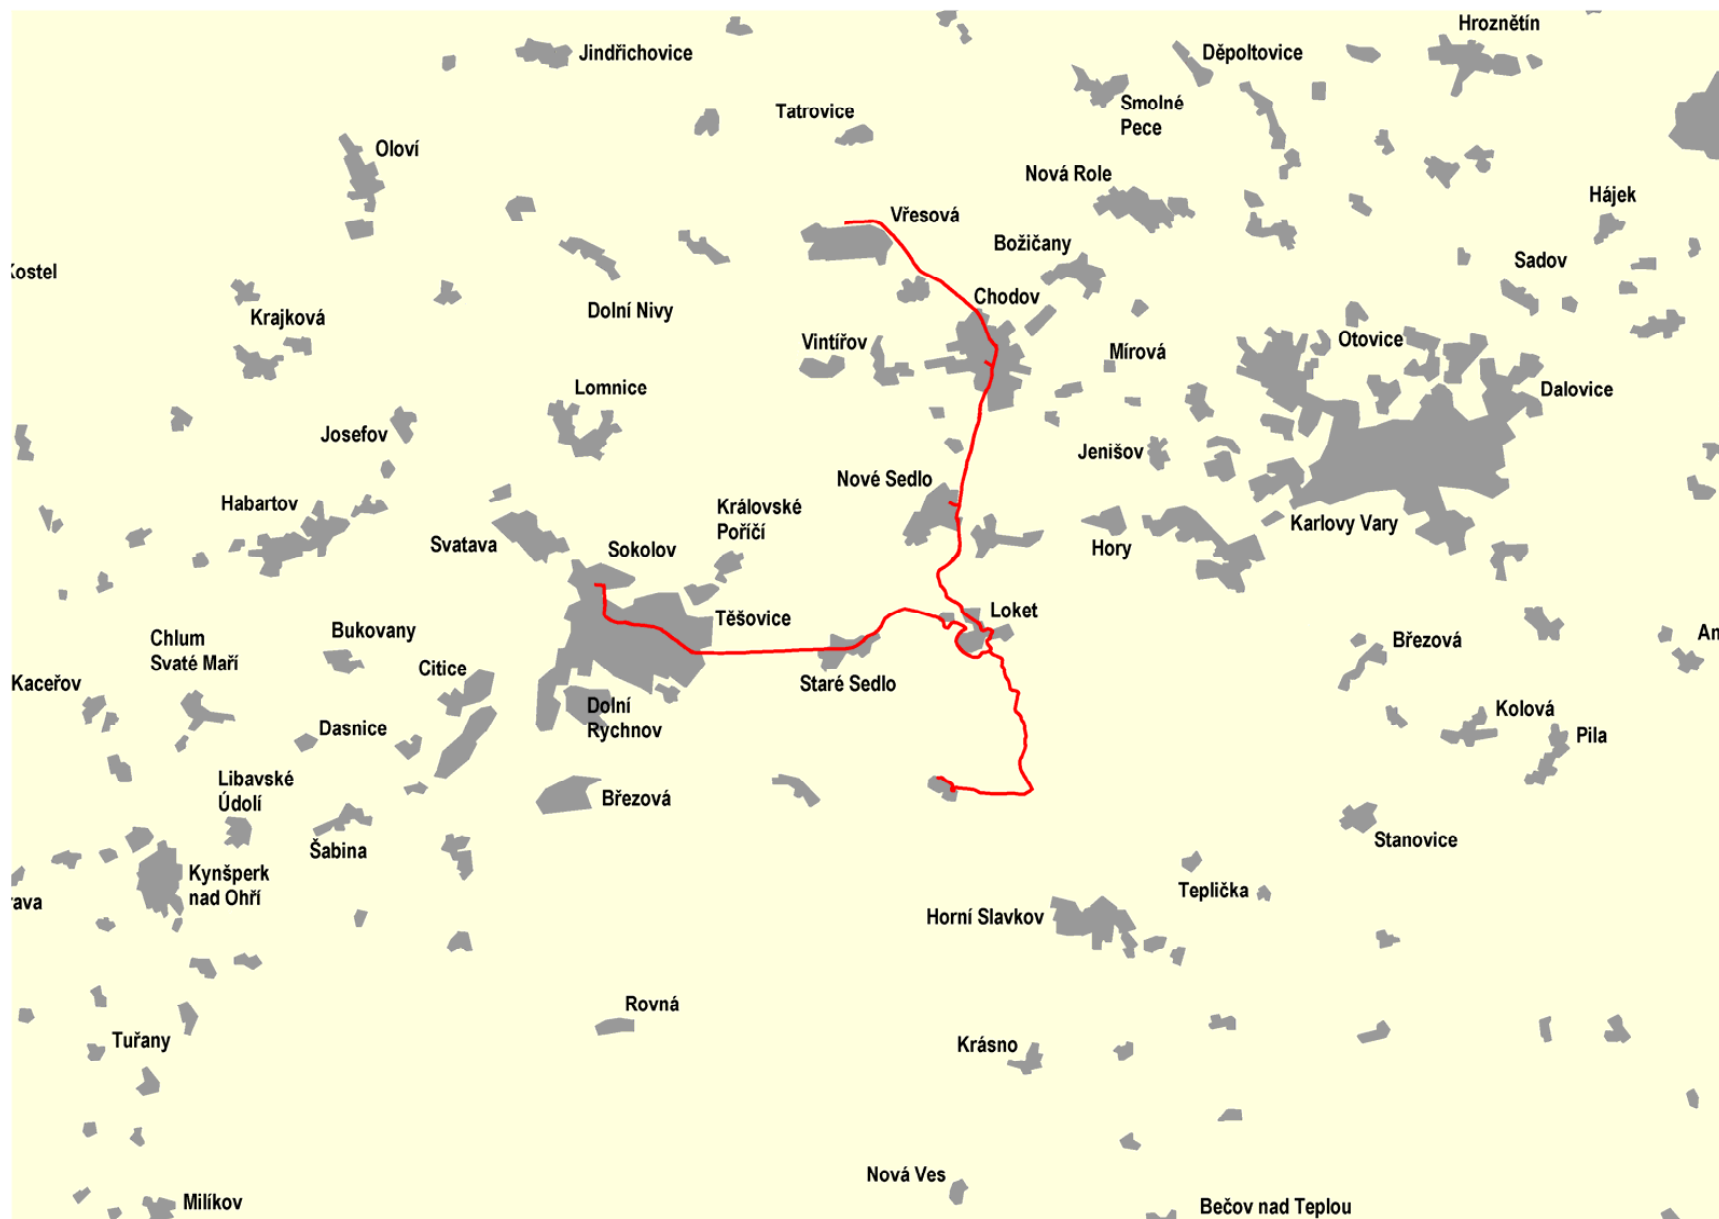 Hroznětín
Jindřichovice
Děpoltovice
Smolné
Pece
Tatrovice
Oloví
Nová Role
Hájek
Vřesová
Božičany
Sadov
Kostel
Chodov
Krajková
Dolní Nivy
Vintířov
Mírová
Otovice
Lomnice
Dalovice
Josefov
Jenišov
Nové Sedlo
Habartov
Královské
Poříčí
Karlovy Vary
Svatava
Sokolov
Hory
Loket
Těšovice
Bukovany
Chlum
Svaté Maří
Březová
An
Citice
Kaceřov
Staré Sedlo
Dolní
Rychnov
Kolová
Dasnice
Pila
Libavské
Údolí
Březová
Stanovice
Šabina
Kynšperk
nad Ohří
Teplička
rava
Horní Slavkov
Rovná
Tuřany
Krásno
Nová Ves
Milíkov
Bečov nad Teplou